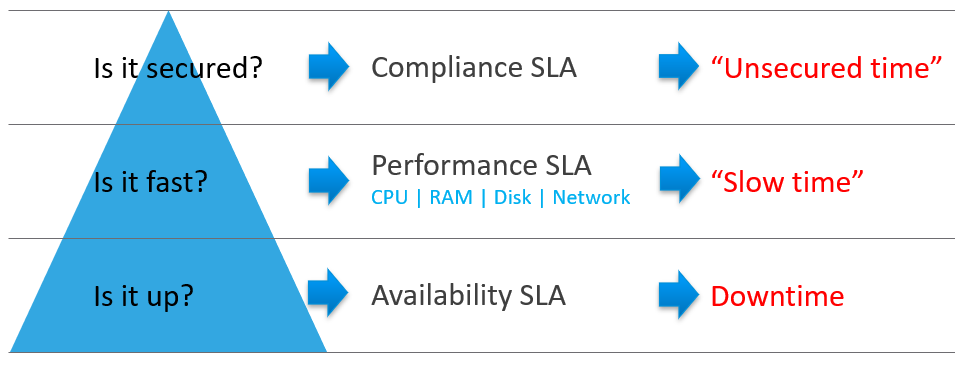 Is it secured?
Compliance SLA
“Unsecured time”
Is it fast?
Performance SLA
CPU | RAM | Disk | Network
“Slow time”
Is it up?
Availability SLA
Downtime